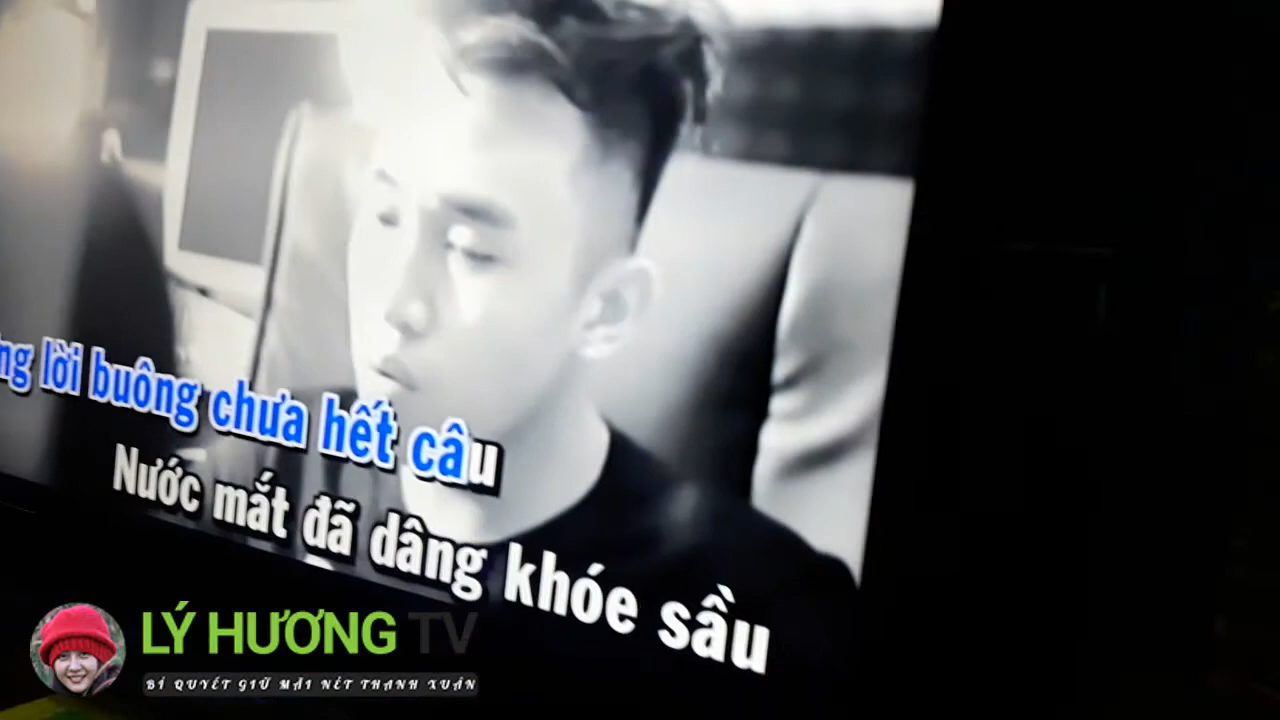 lời buông chưa hết câu
Nước mắt đã dâng khóe sầu
LÝ HƯƠNG TV
BÍ QUYẾT GIỮ MÃI NÉT THANH XUÂN